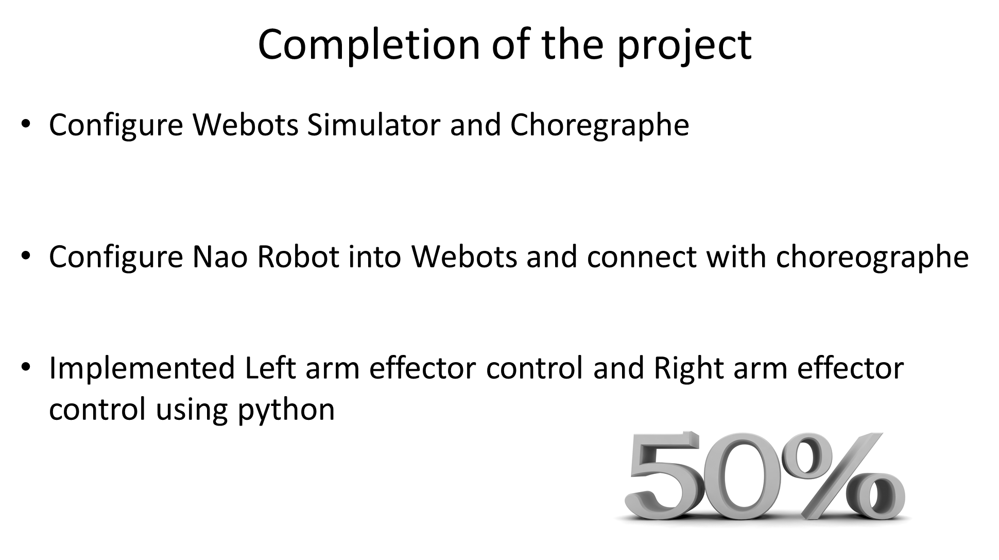 Completion of the project
• Configure Webots Simulator and Choregraphe
• Configure Nao Robot into Webots and connect with choreographe
• Implemented Left arm effector control and Right arm effector
control using python
50%